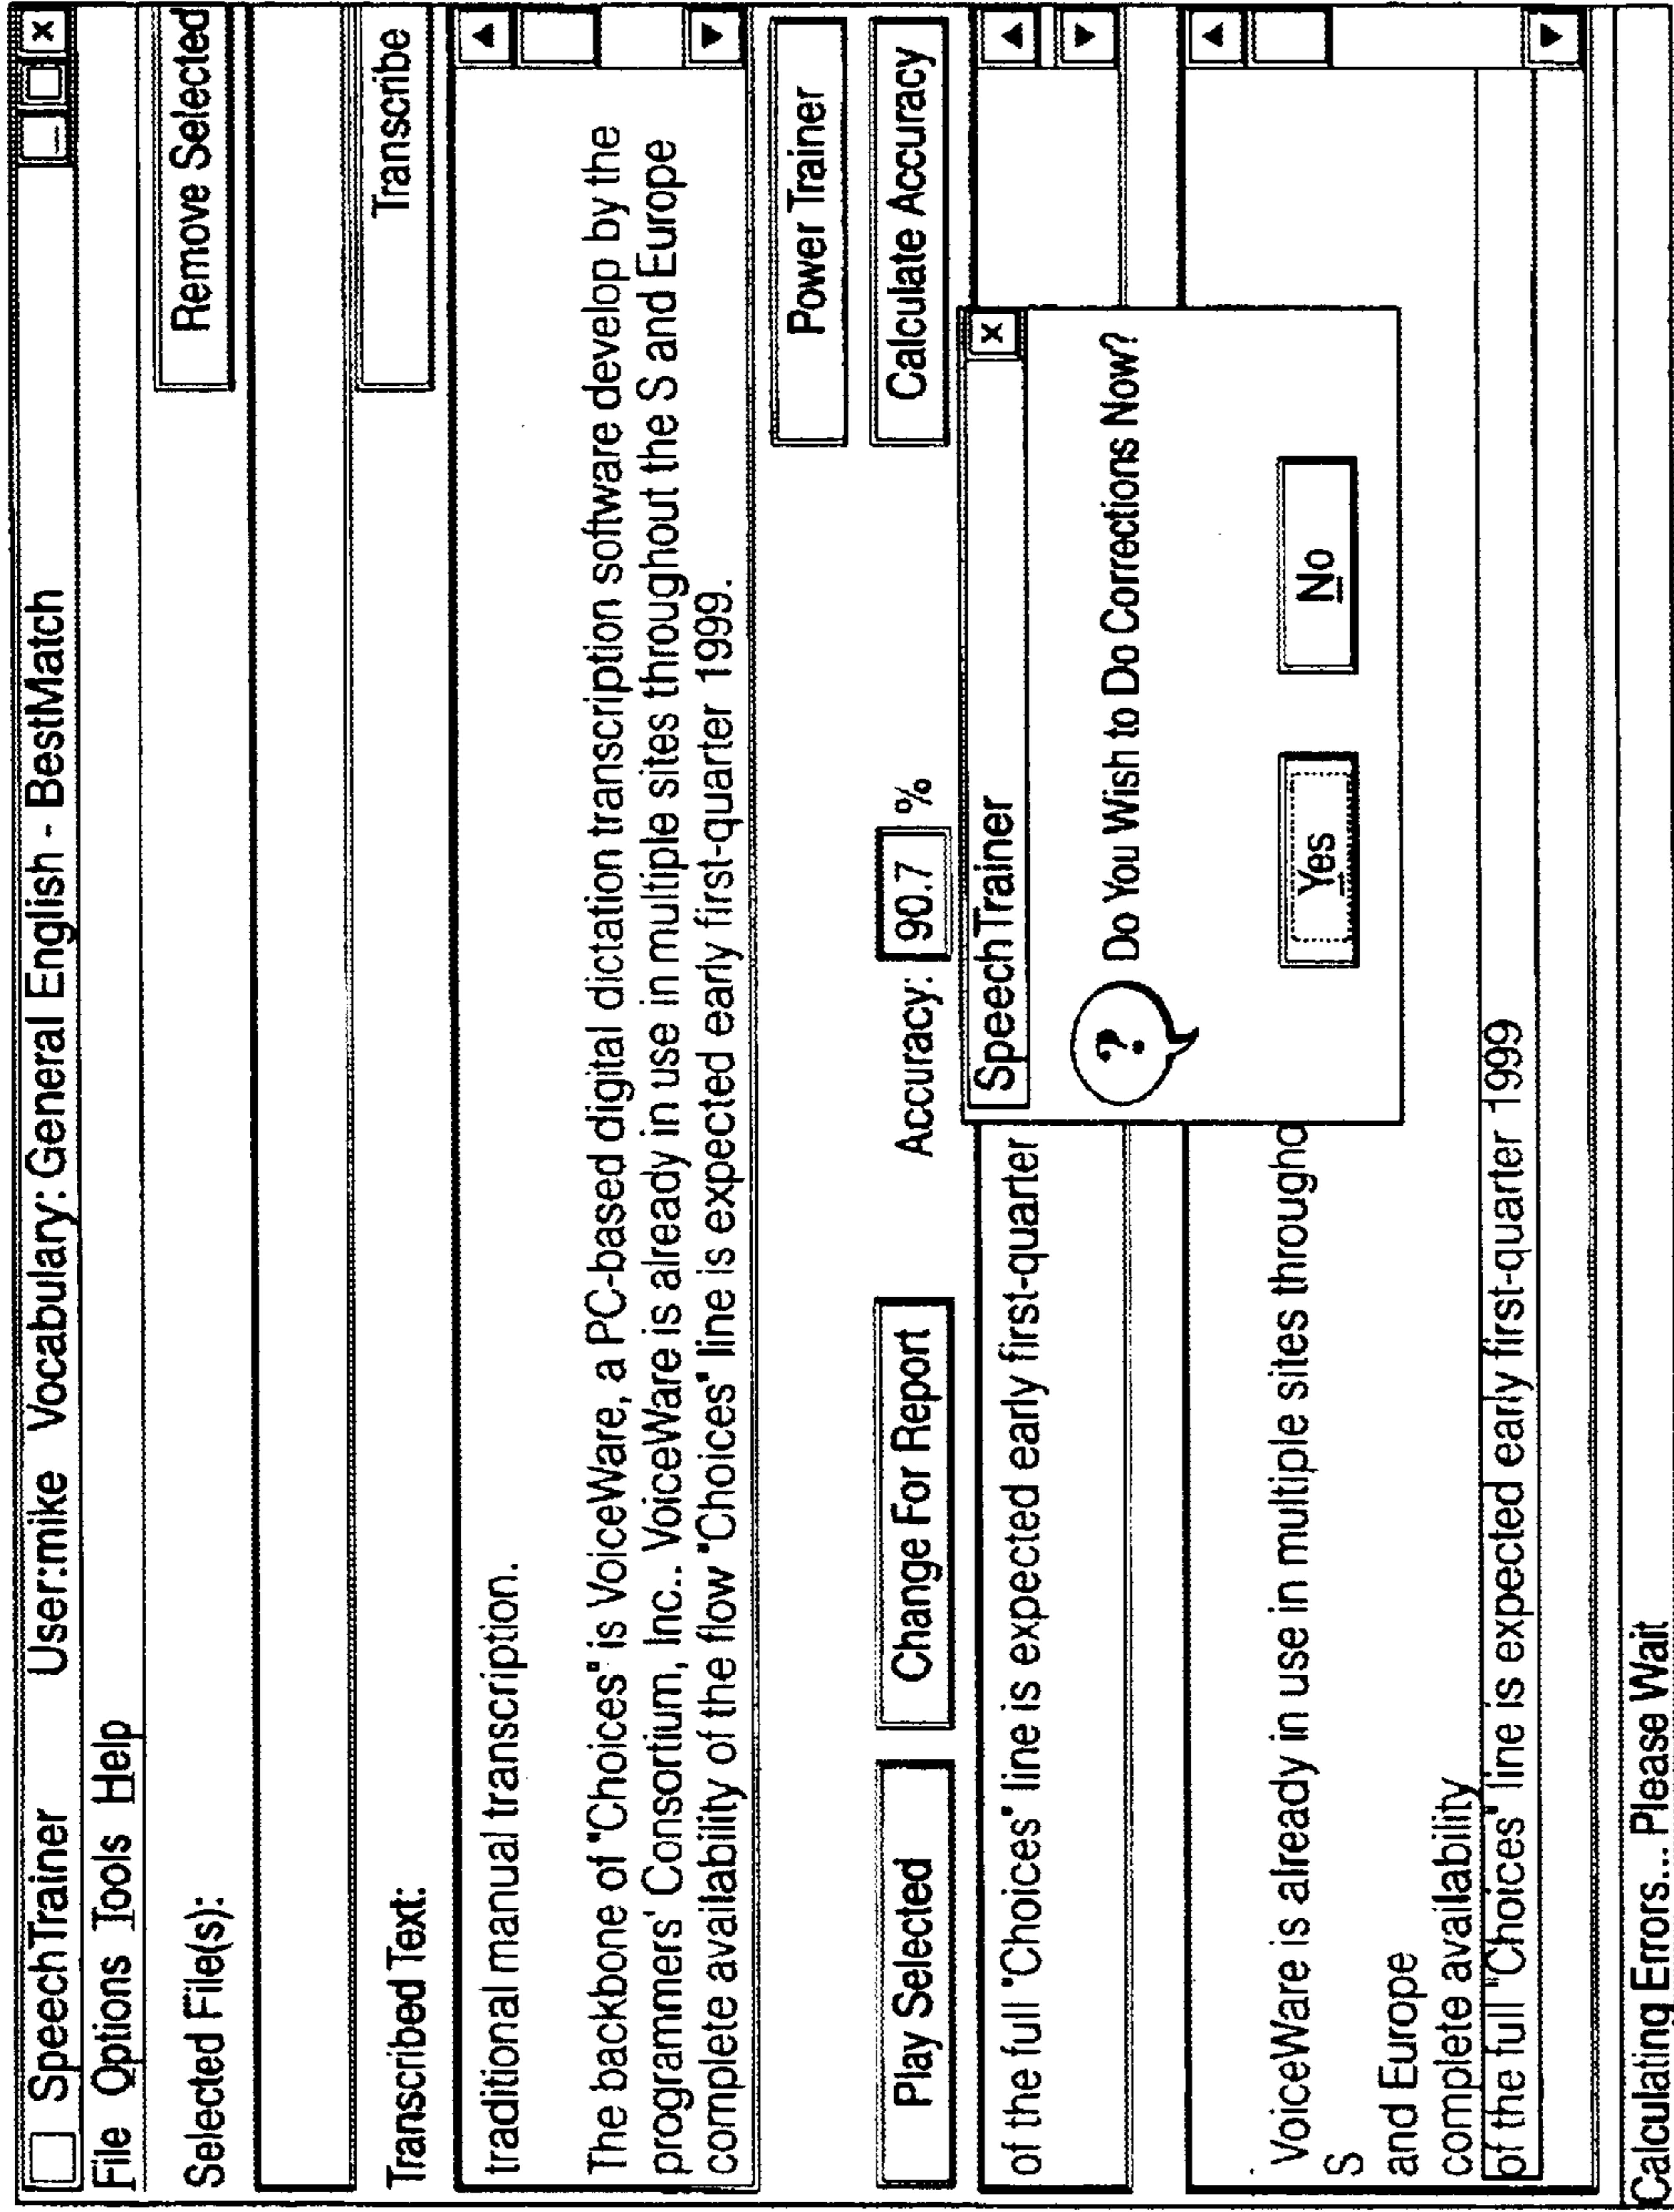 SpeechTrainer User:mike Vocabulary: General English - BestMatch
File Options Tools Help
Selected File(s):
Remove Selected
Transcribed Text:
Transcribe
traditional manual transcription.
The backbone of "Choices" is VoiceWare, a PC-based digital dictation transcription software develop by the
programmers' Consortium, Inc.. VoiceWare is already in use in multiple sites throughout the S and Europe
complete availability of the flow "Choices" line is expected early first-quarter 1999.
Power Trainer
Play Selected Change For Report Accuracy: 90.7 % Calculate Accuracy
of the full "Choices" line is expected early first-quarter
SpeechTrainer
? Do You Wish to Do Corrections Now?
Yes No
VoiceWare is already in use in multiple sites througho
S
and Europe
complete availability
of the full "Choices" line is expected early first-quarter 1999
Calculating Errors... Please Wait